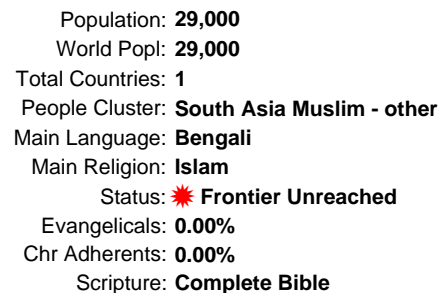 Population: 29,000
World Popl: 29,000
Total Countries: 1
People Cluster: South Asia Muslim - other
Main Language: Bengali
Main Religion: Islam
Status: Frontier Unreached
Evangelicals: 0.00%
Chr Adherents: 0.00%
Scripture: Complete Bible